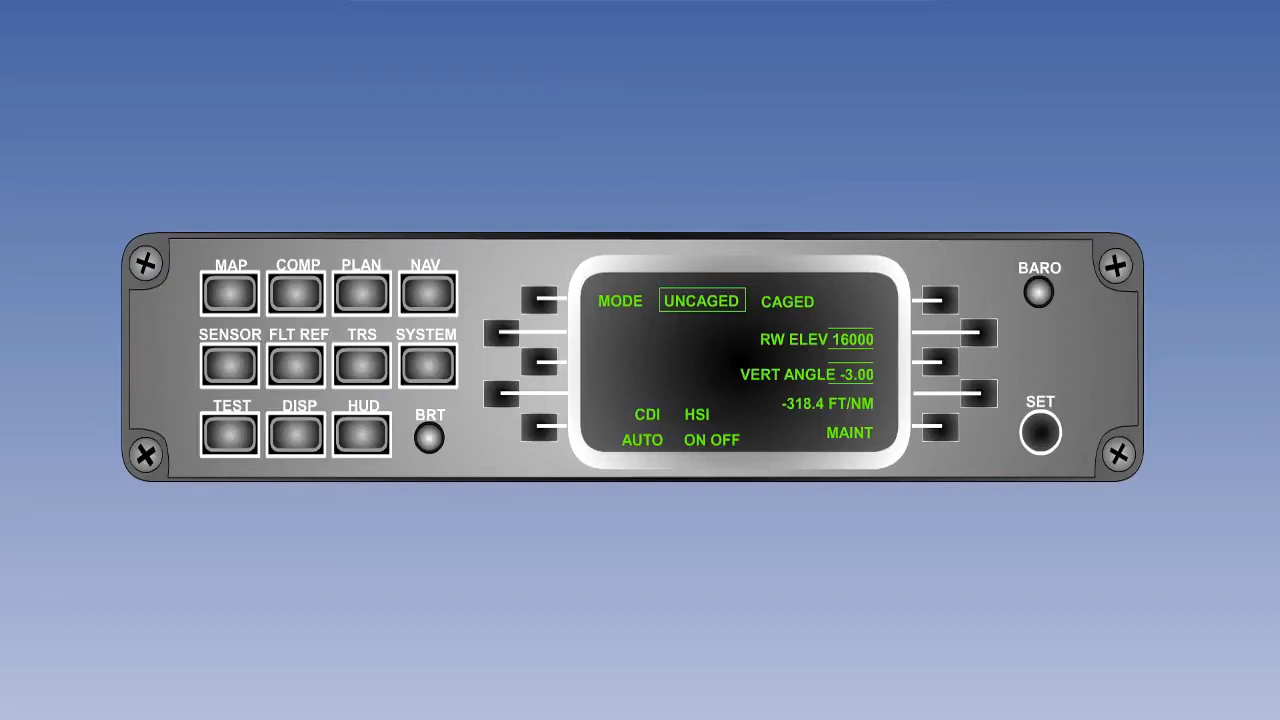 MAP COMP PLAN NAV
SENSOR FLT REF TRS SYSTEM
TEST DISP HUD BRT
MODE UNCAGED CAGED
RW ELEV 16000
VERT ANGLE -3.00
-318.4 FT/NM
CDI HSI
MAINT
AUTO ON OFF
BARO
SET